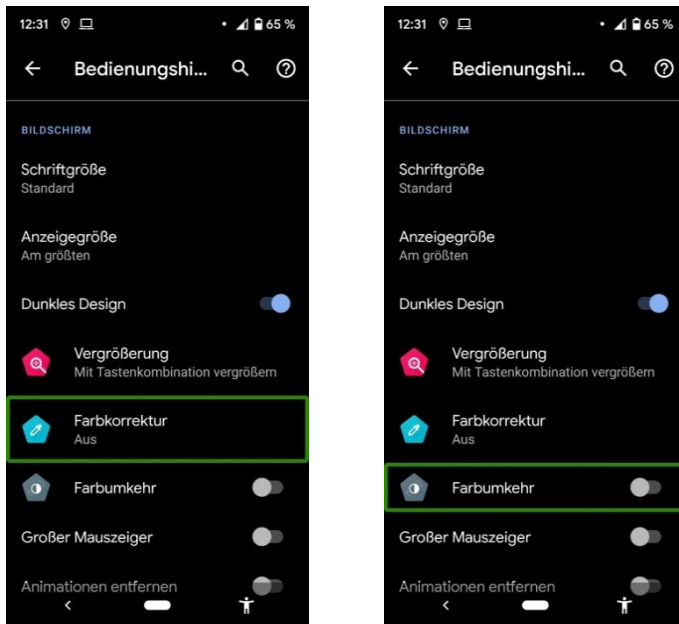 12:31
65 %
Bedienungshi...
BILDSCHIRM
Schriftgröße
Standard
Anzeigegröße
Am größten
Dunkles Design
Vergrößerung
Mit Tastenkombination vergrößern
Farbkorrektur
Aus
Farbumkehr
Großer Mauszeiger
Animationen entfernen
12:31
65 %
Bedienungshi...
BILDSCHIRM
Schriftgröße
Standard
Anzeigegröße
Am größten
Dunkles Design
Vergrößerung
Mit Tastenkombination vergrößern
Farbkorrektur
Aus
Farbumkehr
Großer Mauszeiger
Animationen entfernen